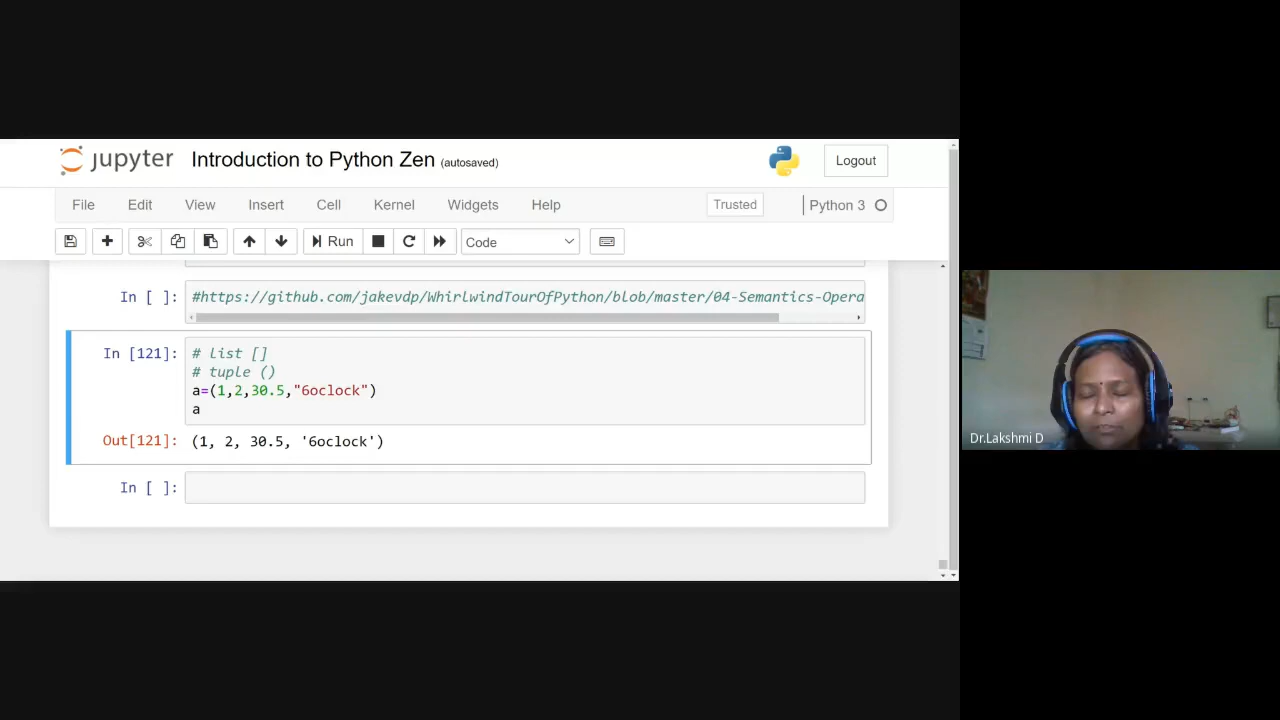 jupyter Introduction to Python Zen (autosaved)
Logout
File Edit View Insert Cell Kernel Widgets Help
Trusted
Python 3
Run
Code
In [ ]: #https://github.com/jakevdp/WhirlwindTourOfPython/blob/master/04-Semantics-Opera
In [121]: # list []
# tuple ()
a=(1,2,30.5,"6oclock")
a
Out[121]: (1, 2, 30.5, '6oclock')
In [ ]:
Dr.Lakshmi D